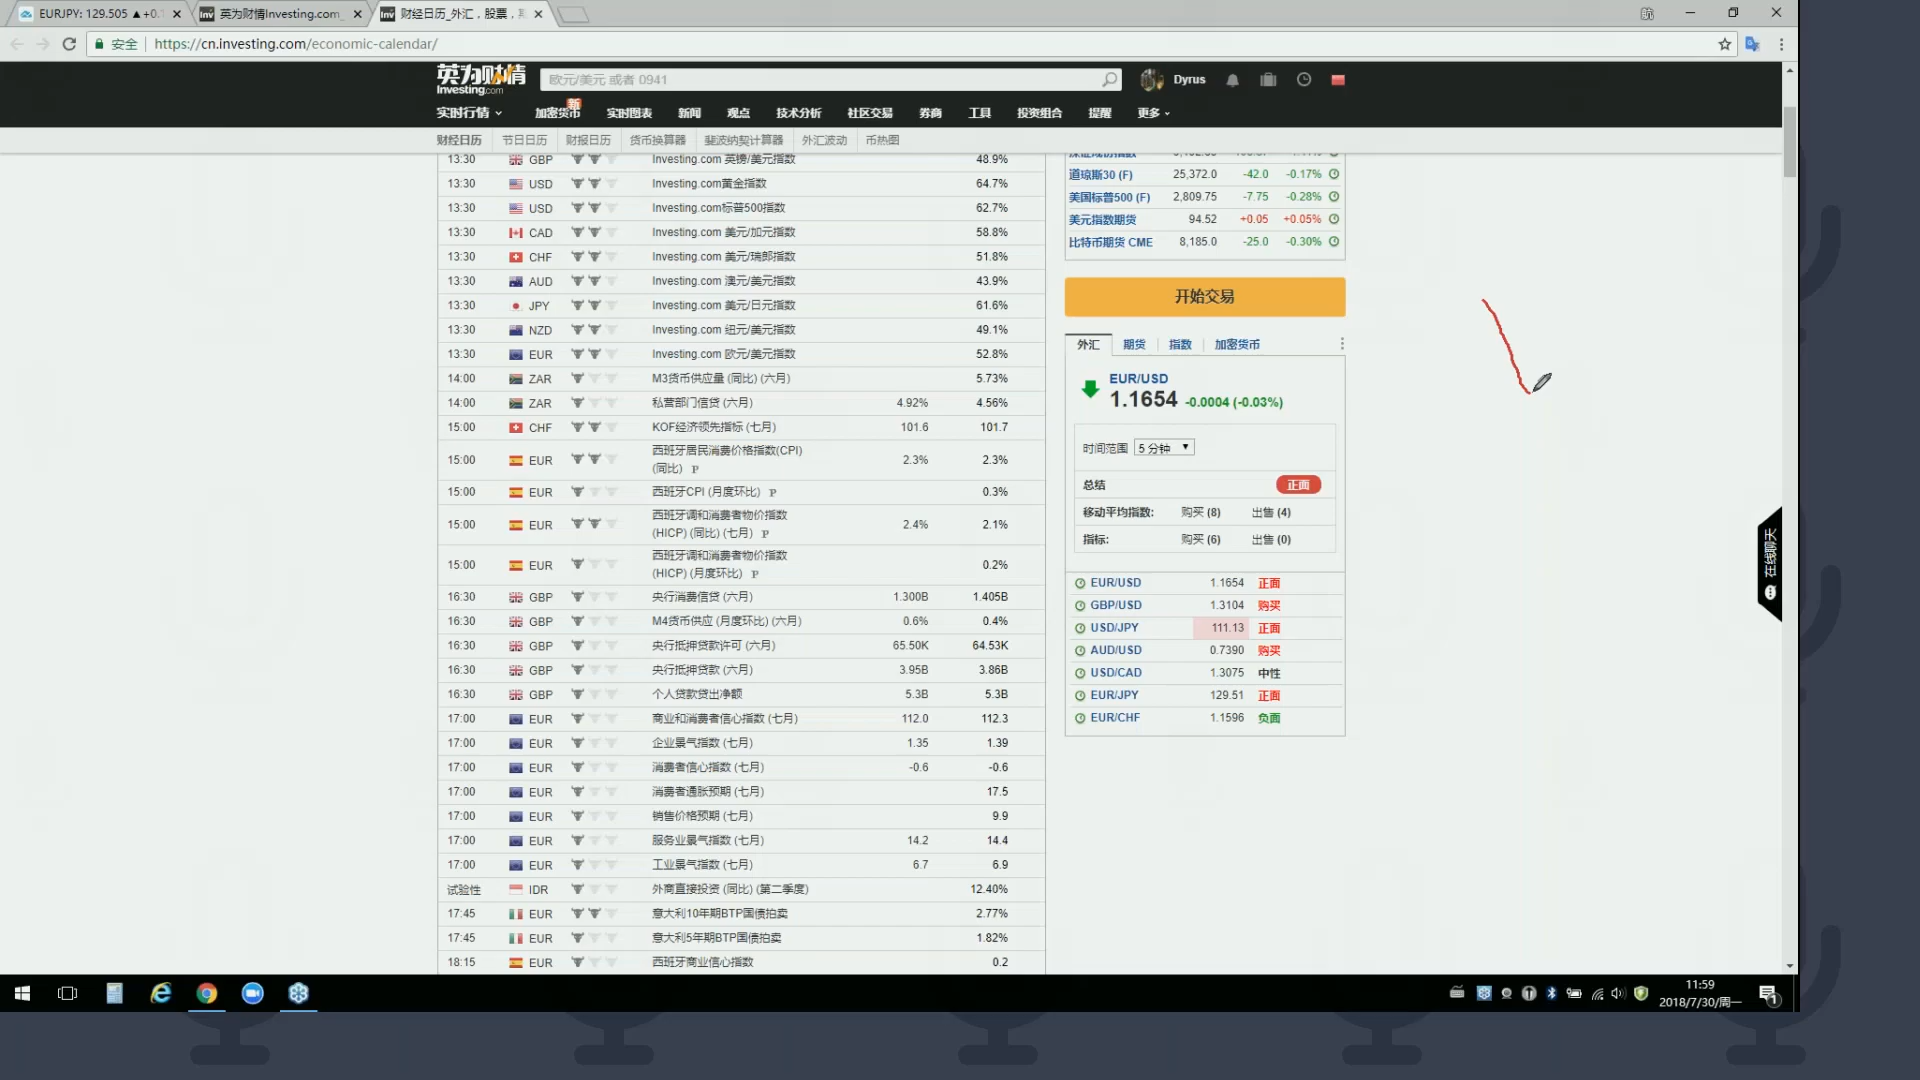 EURJPY: 129.505 ▲+0.
英为财情Investing.com_
财经日历_外汇，股票，期
安全 https://cn.investing.com/economic-calendar/
英为财情 Investing.com
欧元/美元 或者 0941
Dyrus
实时行情 加密货币 新 实时图表 新闻 观点 技术分析 社区交易 券商 工具 投资组合 提醒 更多
财经日历 节日日历 财报日历 货币换算器 斐波纳契计算器 外汇波动 币热图
13:30 GBP Investing.com 英镑/美元指数 48.9%
13:30 USD Investing.com黄金指数 64.7%
13:30 USD Investing.com标普500指数 62.7%
13:30 CAD Investing.com 美元/加元指数 58.8%
13:30 CHF Investing.com 美元/瑞郎指数 51.8%
13:30 AUD Investing.com 澳元/美元指数 43.9%
13:30 JPY Investing.com 美元/日元指数 61.6%
13:30 NZD Investing.com 纽元/美元指数 49.1%
13:30 EUR Investing.com 欧元/美元指数 52.8%
14:00 ZAR M3货币供应量 (同比) (六月) 5.73%
14:00 ZAR 私营部门信贷 (六月) 4.92% 4.56%
15:00 CHF KOF经济领先指标 (七月) 101.6 101.7
15:00 EUR 西班牙居民消费价格指数(CPI)
(同比) P 2.3% 2.3%
15:00 EUR 西班牙CPI (月度环比) P 0.3%
15:00 EUR 西班牙调和消费者物价指数
(HICP) (同比) (七月) P 2.4% 2.1%
15:00 EUR 西班牙调和消费者物价指数
(HICP) (月度环比) P 0.2%
16:30 GBP 央行消费信贷 (六月) 1.300B 1.405B
16:30 GBP M4货币供应 (月度环比) (六月) 0.6% 0.4%
16:30 GBP 央行抵押贷款许可 (六月) 65.50K 64.53K
16:30 GBP 央行抵押贷款 (六月) 3.95B 3.86B
16:30 GBP 个人贷款贷出净额 5.3B 5.3B
17:00 EUR 商业和消费者信心指数 (七月) 112.0 112.3
17:00 EUR 企业景气指数 (七月) 1.35 1.39
17:00 EUR 消费者信心指数 (七月) -0.6 -0.6
17:00 EUR 消费者通胀预期 (七月) 17.5
17:00 EUR 销售价格预期 (七月) 9.9
17:00 EUR 服务业景气指数 (七月) 14.2 14.4
17:00 EUR 工业景气指数 (七月) 6.7 6.9
试验性 IDR 外商直接投资 (同比) (第二季度) 12.40%
17:45 EUR 意大利10年期BTP国债拍卖 2.77%
17:45 EUR 意大利5年期BTP国债拍卖 1.82%
18:15 EUR 西班牙商业信心指数 0.2
道琼斯30 (F) 25,372.0 -42.0 -0.17%
美国标普500 (F) 2,809.75 -7.75 -0.28%
美元指数期货 94.52 +0.05 +0.05%
比特币期货 CME 8,185.0 -25.0 -0.30%
开始交易
外汇 期货 指数 加密货币
EUR/USD
1.1654 -0.0004 (-0.03%)
时间范围 5 分钟
总结 正面
移动平均指数: 购买 (8) 出售 (4)
指标: 购买 (6) 出售 (0)
EUR/USD 1.1654 正面
GBP/USD 1.3104 购买
USD/JPY 111.13 正面
AUD/USD 0.7390 购买
USD/CAD 1.3075 中性
EUR/JPY 129.51 正面
EUR/CHF 1.1596 负面
在线聊天
11:59
2018/7/30/周一
1